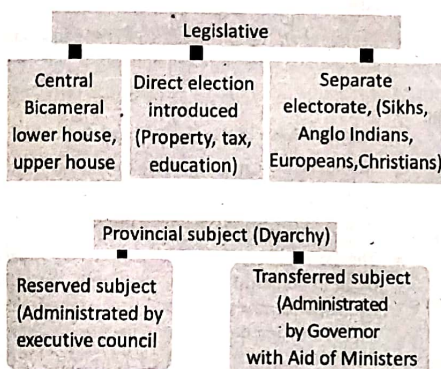 Legislative
Central
Bicameral
lower house,
upper house
Direct election
introduced
(Property, tax,
education)
Separate
electorate, (Sikhs,
Anglo Indians,
Europeans,Christians)
Provincial subject (Dyarchy)
Reserved subject
(Administrated by
executive council
Transferred subject
(Administrated
by Governor
with Aid of Ministers